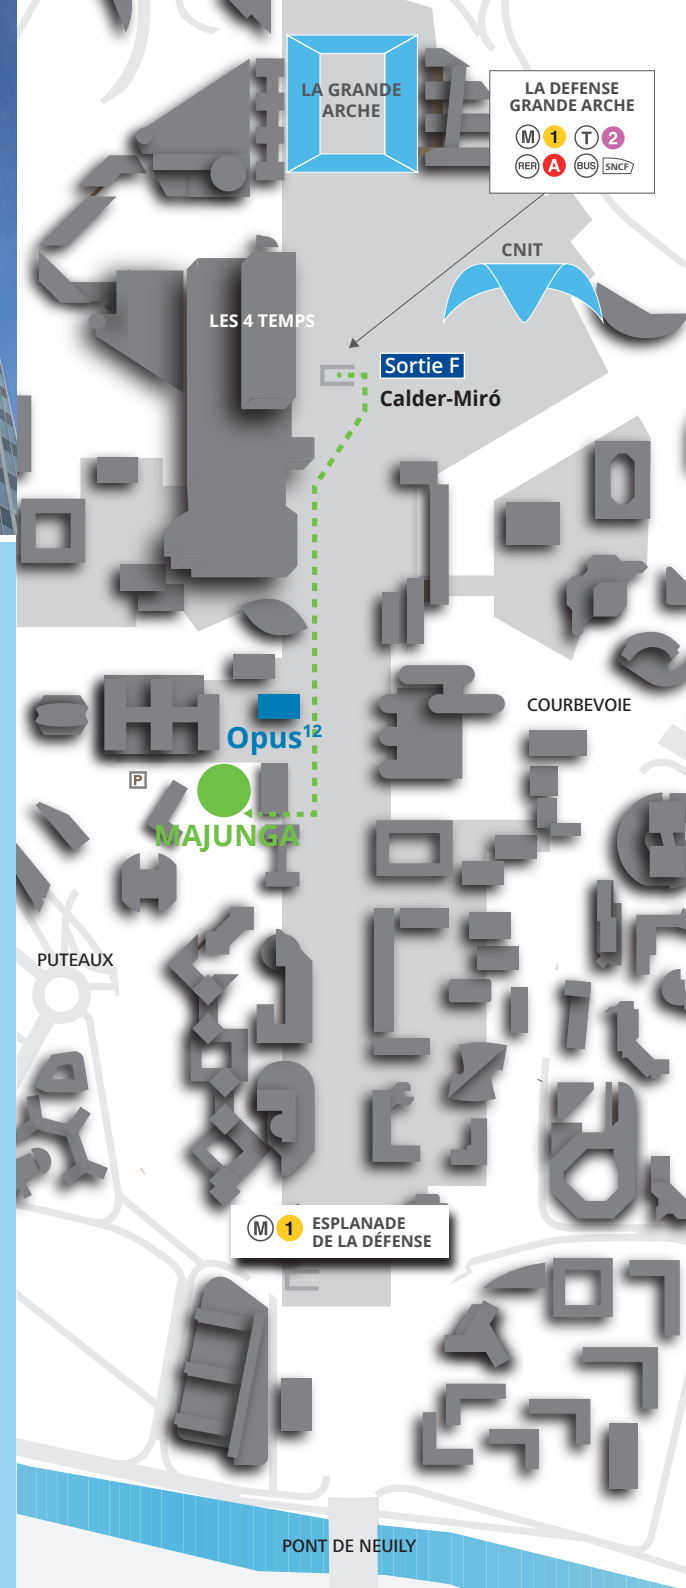 LA GRANDE
ARCHE
LA DEFENSE
GRANDE ARCHE
M 1 T 2
RER A BUS SNCF
CNIT
LES 4 TEMPS
Sortie F
Calder-Miró
COURBEVOIE
Opus12
P
MAJUNGA
PUTEAUX
M 1 ESPLANADE
DE LA DÉFENSE
PONT DE NEUILY